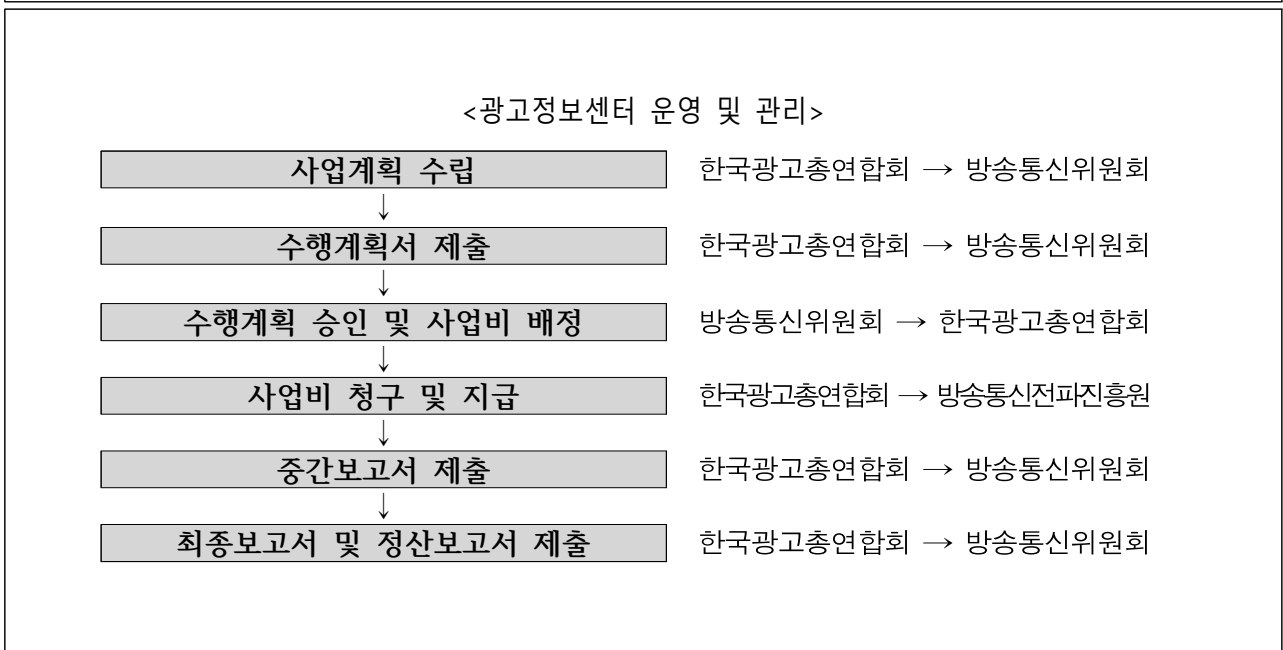 <광고정보센터 운영 및 관리>
사업계획 수립 한국광고총연합회 → 방송통신위원회
↓
수행계획서 제출 한국광고총연합회 → 방송통신위원회
↓
수행계획 승인 및 사업비 배정 방송통신위원회 → 한국광고총연합회
↓
사업비 청구 및 지급 한국광고총연합회 → 방송통신전파진흥원
↓
중간보고서 제출 한국광고총연합회 → 방송통신위원회
↓
최종보고서 및 정산보고서 제출 한국광고총연합회 → 방송통신위원회